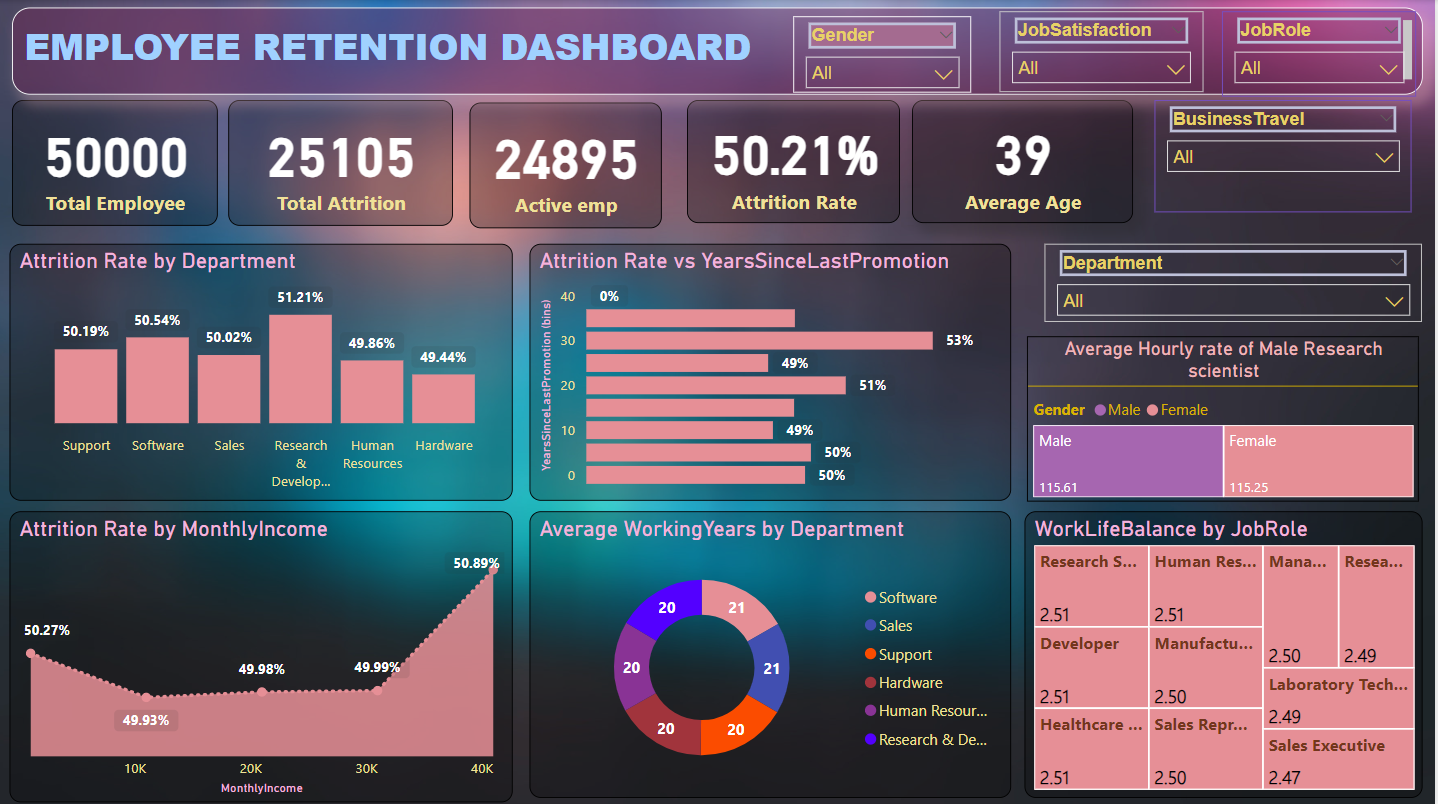 EMPLOYEE RETENTION DASHBOARD
Gender
All
JobSatisfaction
All
JobRole
All
50000
Total Employee
25105
Total Attrition
24895
Active emp
50.21%
Attrition Rate
39
Average Age
BusinessTravel
All
Attrition Rate by Department
50.19%
50.54%
50.02%
51.21%
49.86%
49.44%
Support
Software
Sales
Research
&
Develop...
Human
Resources
Hardware
Attrition Rate vs YearsSinceLastPromotion
YearsSinceLastPromotion (bins)
40
0%
30
53%
49%
20
51%
10
49%
50%
0
50%
Department
All
Average Hourly rate of Male Research
scientist
Gender
Male
Female
Male
115.61
Female
115.25
Attrition Rate by MonthlyIncome
50.27%
49.93%
49.98%
49.99%
50.89%
10K
20K
30K
40K
MonthlyIncome
Average WorkingYears by Department
20
21
20
21
20
20
Software
Sales
Support
Hardware
Human Resour...
Research & De...
WorkLifeBalance by JobRole
Research S...
2.51
Human Res...
2.51
Mana...
2.50
Resea...
2.49
Developer
2.51
Manufactu...
2.50
Laboratory Tech...
2.49
Healthcare ...
2.51
Sales Repr...
2.50
Sales Executive
2.47